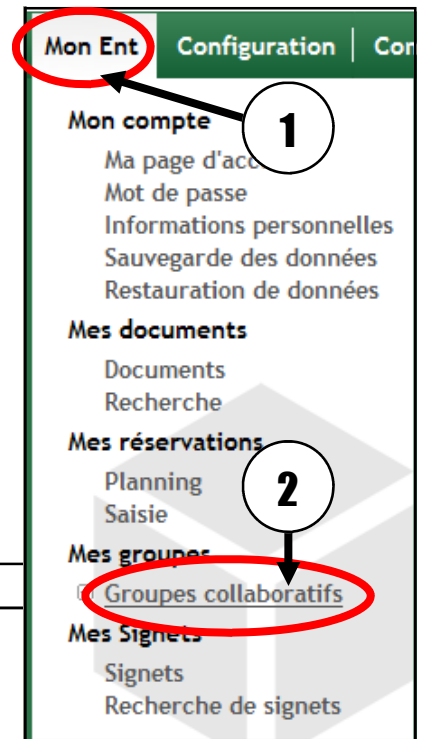 Mon Ent Configuration
1
Mon compte
Ma page
Mot de passe
Informations personnelles
Sauvegarde des données
Restauration de données
Mes documents
Documents
Recherche
Mes réservations
Planning
2
Saisie
Mes groupes
Groupes collaboratifs
Mes Signets
Signets
Recherche de signets